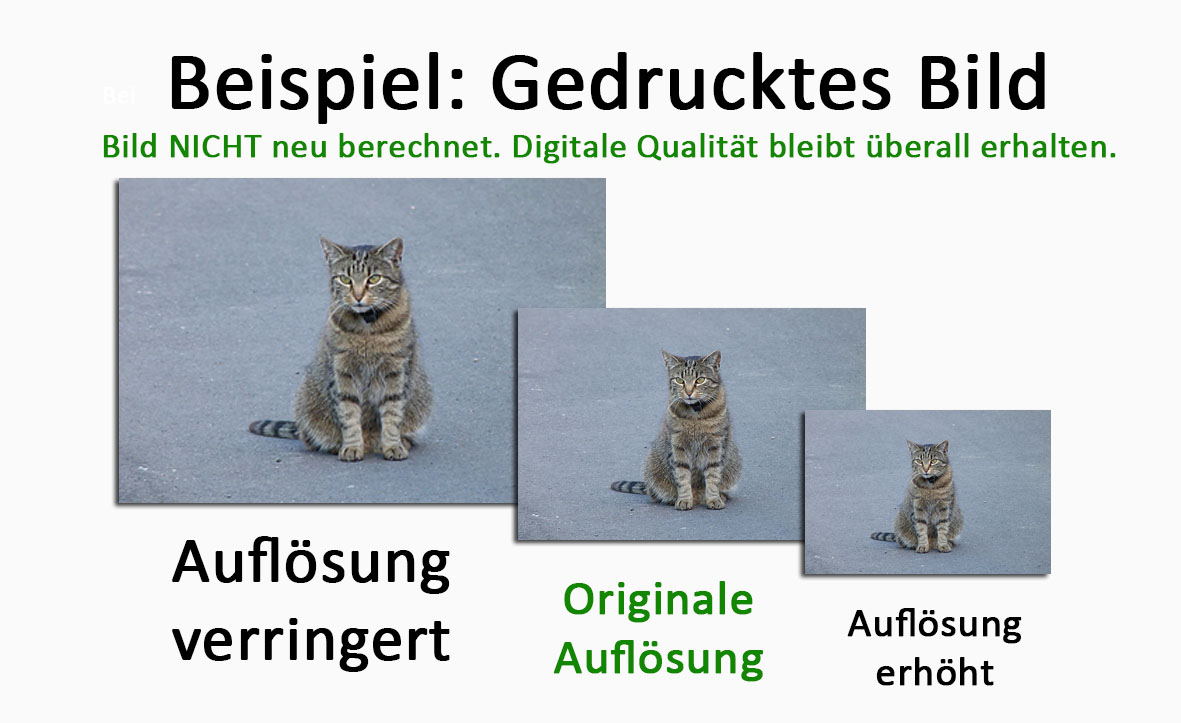 Beispiel: Gedrucktes Bild
Bei
Bild NICHT neu berechnet. Digitale Qualität bleibt überall erhalten.
Auflösung
verringert
Originale
Auflösung
Auflösung
erhöht